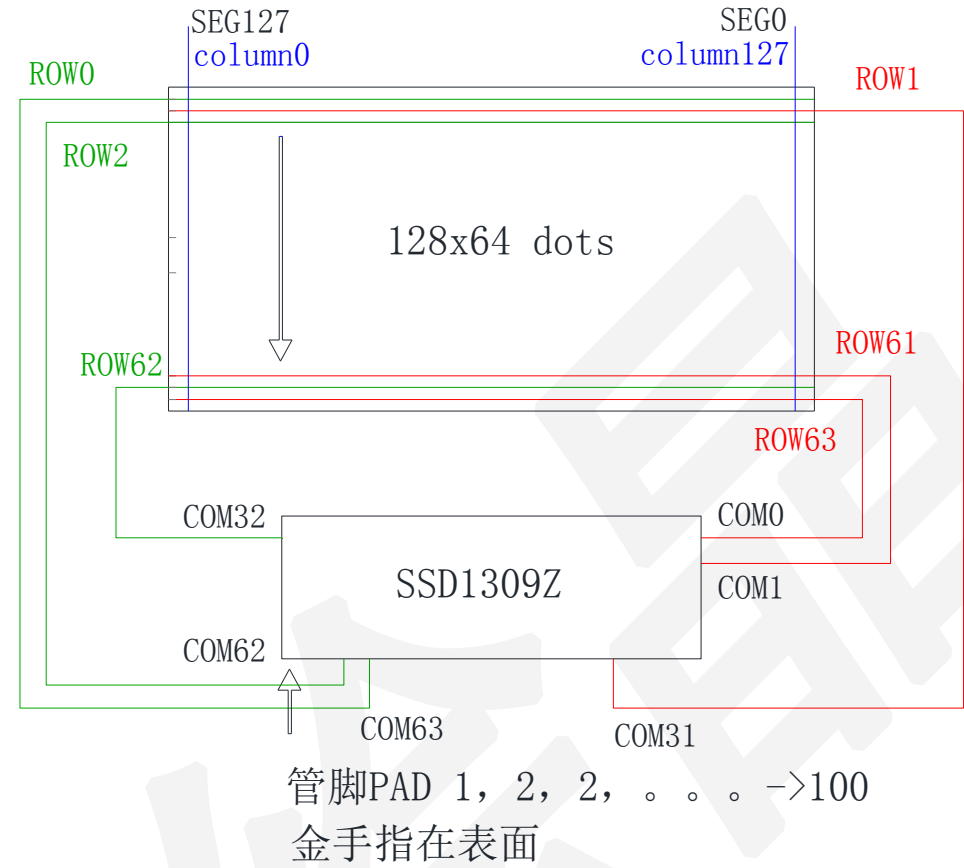 SEG127
SEG0
column0
column127
ROW0
ROW1
ROW2
128x64 dots
ROW61
ROW62
ROW63
COM32
COM0
SSD1309Z
COM1
COM62
COM63
COM31
管脚PAD 1, 2, 2, 。。。->100
金手指在表面